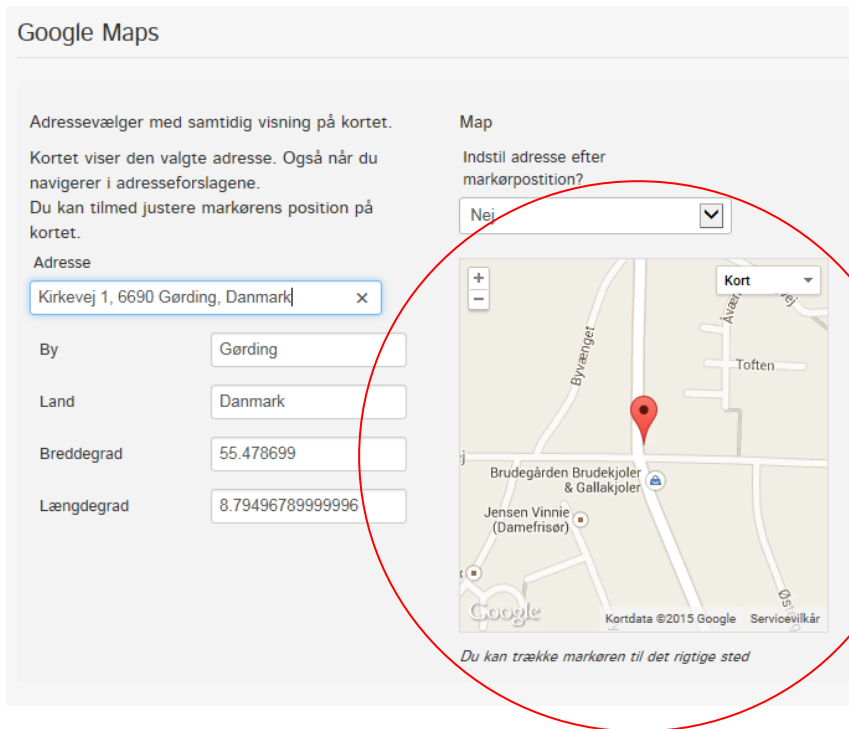 Google Maps
Adressevælger med samtidig visning på kortet.
Kortet viser den valgte adresse. Også når du
navigerer i adresseforslagene.
Du kan tilmed justere markørens position på
kortet.
Adresse
Kirkevej 1, 6690 Gørding, Danmark
By
Gørding
Land
Danmark
Breddegrad
55.478699
Længdegrad
8.79496789999996
Map
Indstil adresse efter
markørpostition?
Nej
+
−
Kort
Byvænget
Toften
Brudegården Brudekjoler
& Gallakjoler
Jensen Vinnie
(Damefrisør)
Google
Kortdata ©2015 Google
Servicevilkår
Du kan trække markøren til det rigtige sted